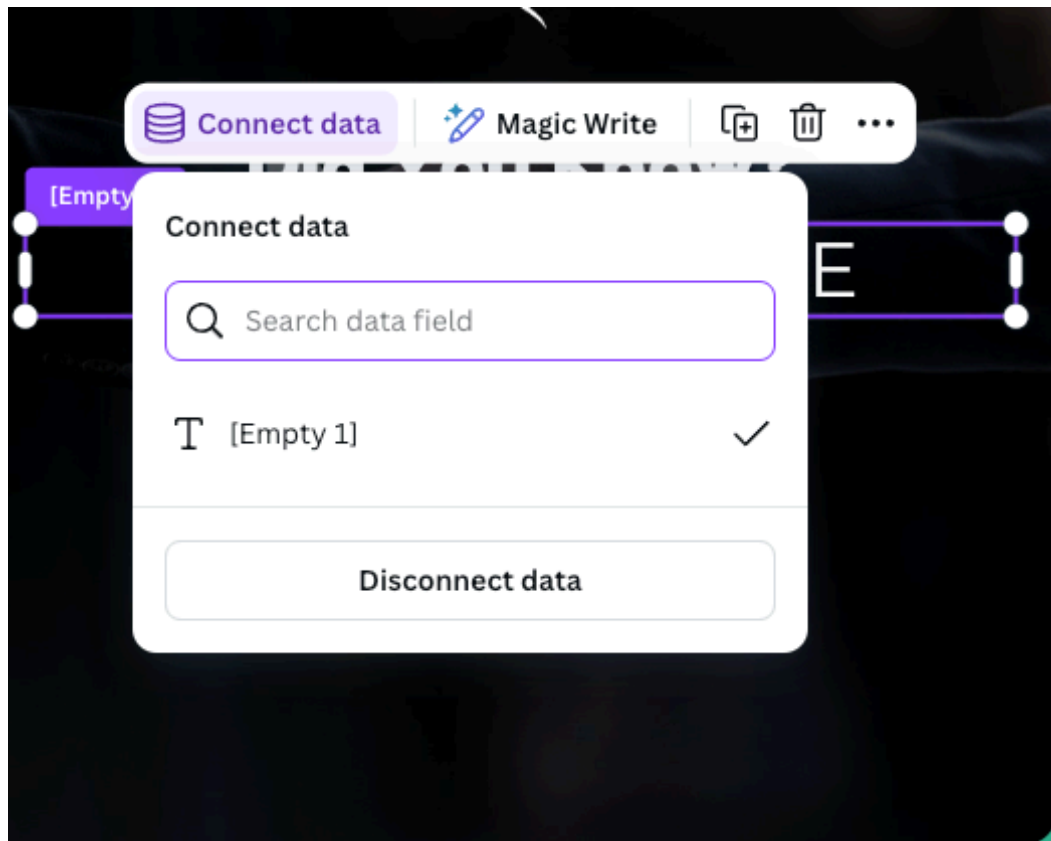 Connect data Magic Write
[Empty
Connect data
Search data field
E
[Empty 1]
Disconnect data